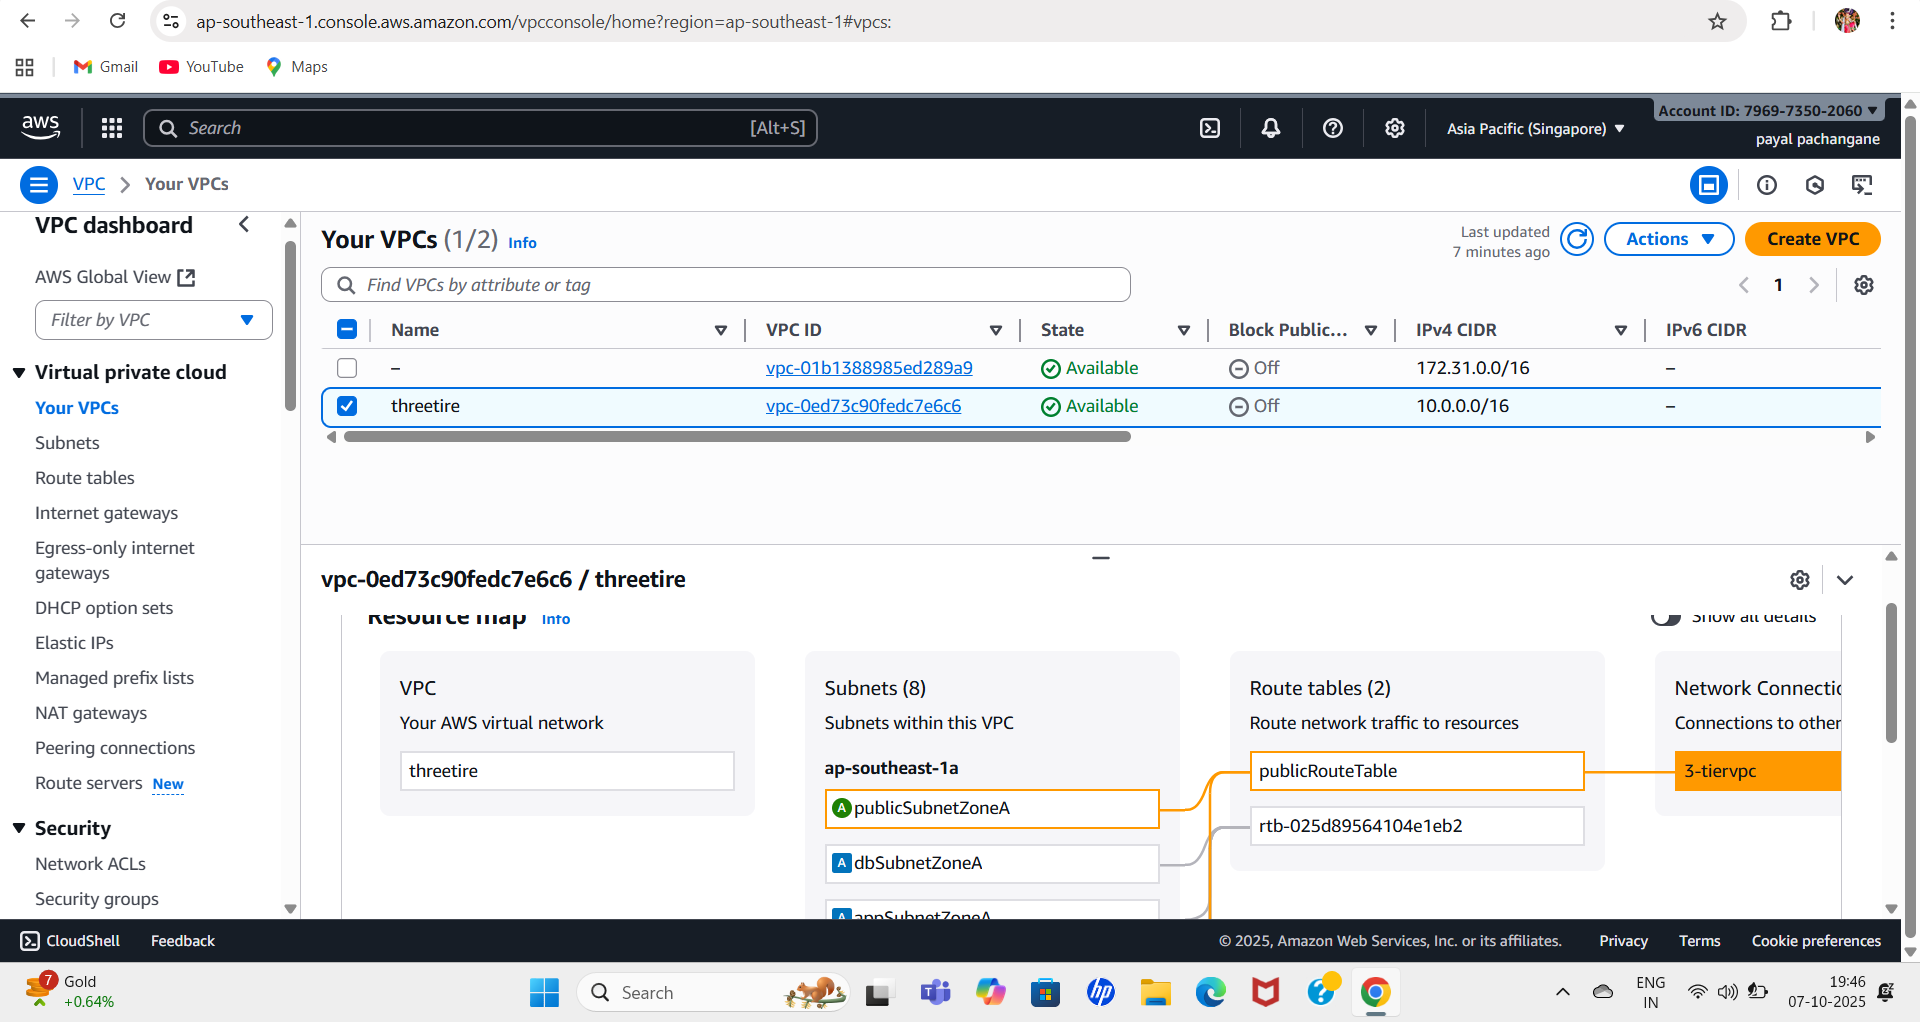 ap-southeast-1.console.aws.amazon.com/vpcconsole/home?region=ap-southeast-1#vpcs:
Gmail
YouTube
Maps
aws
Search
[Alt+S]
Asia Pacific (Singapore)
Account ID: 7969-7350-2060
payal pachangane
VPC
Your VPCs
VPC dashboard
AWS Global View
Filter by VPC
Virtual private cloud
Your VPCs
Subnets
Route tables
Internet gateways
Egress-only internet
gateways
DHCP option sets
Elastic IPs
Managed prefix lists
NAT gateways
Peering connections
Route servers New
Security
Network ACLs
Security groups
Your VPCs (1/2) Info
Last updated
7 minutes ago
Actions
Create VPC
Find VPCs by attribute or tag
1
Name
VPC ID
State
Block Public...
IPv4 CIDR
IPv6 CIDR
– vpc-01b1388985ed289a9 Available Off 172.31.0.0/16 –
threetire vpc-0ed73c90fedc7e6c6 Available Off 10.0.0.0/16 –
vpc-0ed73c90fedc7e6c6 / threetire
Resource map Info
Show all details
VPC
Your AWS virtual network
threetire
Subnets (8)
Subnets within this VPC
ap-southeast-1a
A publicSubnetZoneA
A dbSubnetZoneA
A appSubnetZoneA
Route tables (2)
Route network traffic to resources
publicRouteTable
rtb-025d89564104e1eb2
Network Connectio
Connections to other
3-tiervpc
CloudShell
Feedback
© 2025, Amazon Web Services, Inc. or its affiliates.
Privacy
Terms
Cookie preferences
7
Gold
+0.64%
Search
ENG
IN
19:46
07-10-2025